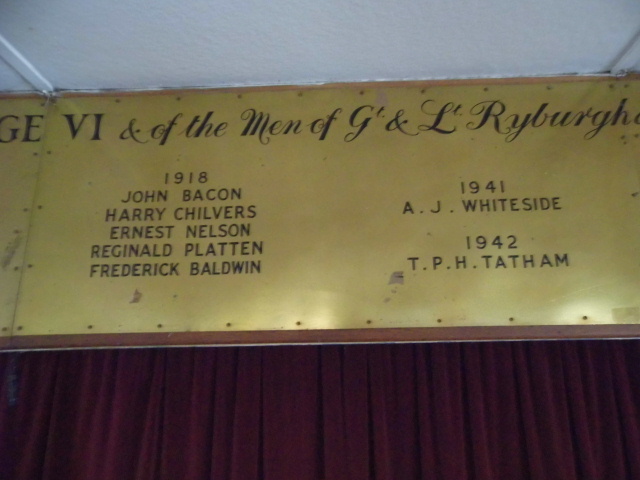 GE VI & of the Men of Gt. & Lt. Ryburgh
1918
JOHN BACON
HARRY CHILVERS
ERNEST NELSON
REGINALD PLATTEN
FREDERICK BALDWIN
1941
A. J. WHITESIDE
1942
T. P. H. TATHAM